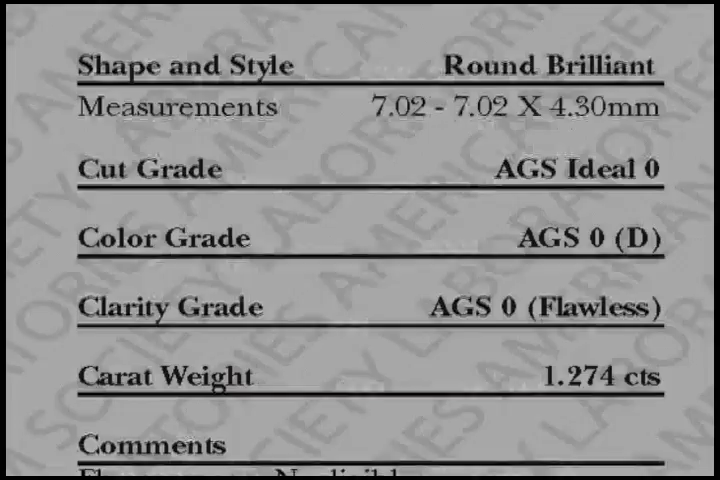 Shape and Style Round Brilliant
Measurements 7.02 - 7.02 X 4.30mm
Cut Grade AGS Ideal 0
Color Grade AGS 0 (D)
Clarity Grade AGS 0 (Flawless)
Carat Weight 1.274 cts
Comments